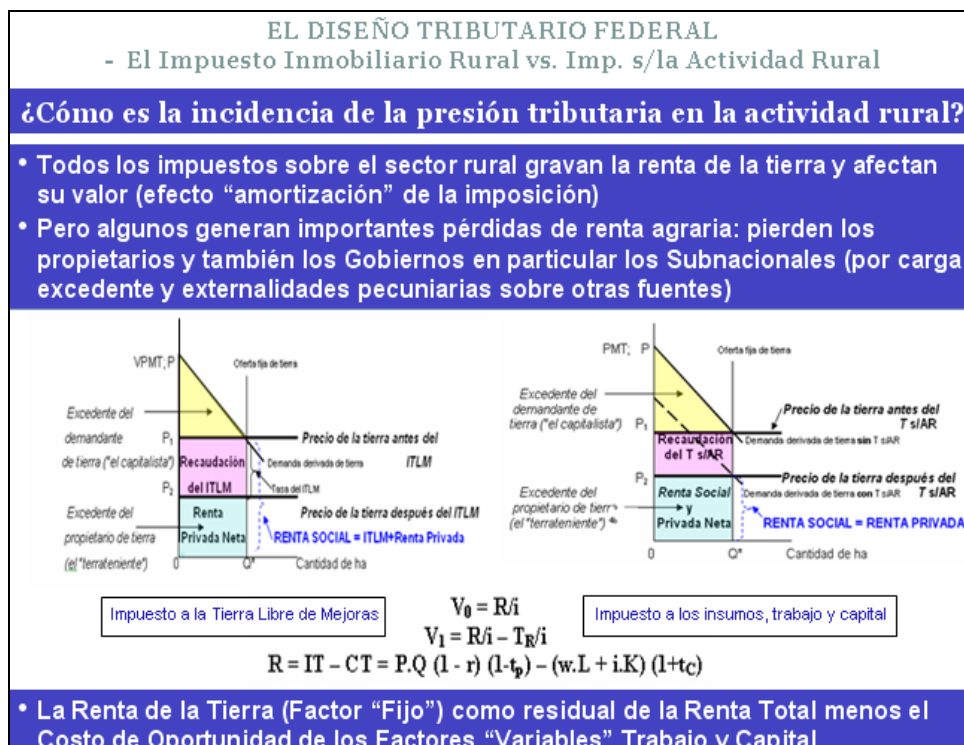 EL DISEÑO TRIBUTARIO FEDERAL
- El Impuesto Inmobiliario Rural vs. Imp. s/la Actividad Rural
¿Cómo es la incidencia de la presión tributaria en la actividad rural?
• Todos los impuestos sobre el sector rural gravan la renta de la tierra y afectan
su valor (efecto “amortización” de la imposición)
• Pero algunos generan importantes pérdidas de renta agraria: pierden los
propietarios y también los Gobiernos en particular los Subnacionales (por carga
excedente y externalidades pecuniarias sobre otras fuentes)
VPMT; P
Oferta fija de tierra
Excedente del
demandante
de tierra ("el capitalista")
P₁
Precio de la tierra antes del
ITLM
Demanda derivada de tierra
Recaudación
del ITLM
Tasa del ITLM
P₂
Precio de la tierra después del ITLM
Excedente del
propietario de tierra
(el "terrateniente")
Renta
Privada Neta
RENTA SOCIAL = ITLM+Renta Privada
0
Q*
Cantidad de ha
PMT; P
Oferta fija de tierra
Excedente del
demandante de
tierra ("el capitalista")
P₁
Precio de la tierra antes del
T s/AR
Demanda derivada de tierra sin T s/AR
Recaudación
del T s/AR
P₂
Precio de la tierra después del
T s/AR
Demanda derivada de tierra con T s/AR
Excedente del
propietario de tierra
(el "terrateniente")
Renta Social
y
Privada Neta
RENTA SOCIAL = RENTA PRIVADA
0
Q*
Cantidad de ha
Impuesto a la Tierra Libre de Mejoras
Impuesto a los insumos, trabajo y capital
V₀ = R/i
V₁ = R/i – T_R/i
R = IT – CT = P.Q (1 - r) (1-t_p) – (w.L + i.K) (1+t_C)
• La Renta de la Tierra (Factor “Fijo”) como residual de la Renta Total menos el
Costo de Oportunidad de los Factores “Variables” Trabajo y Capital